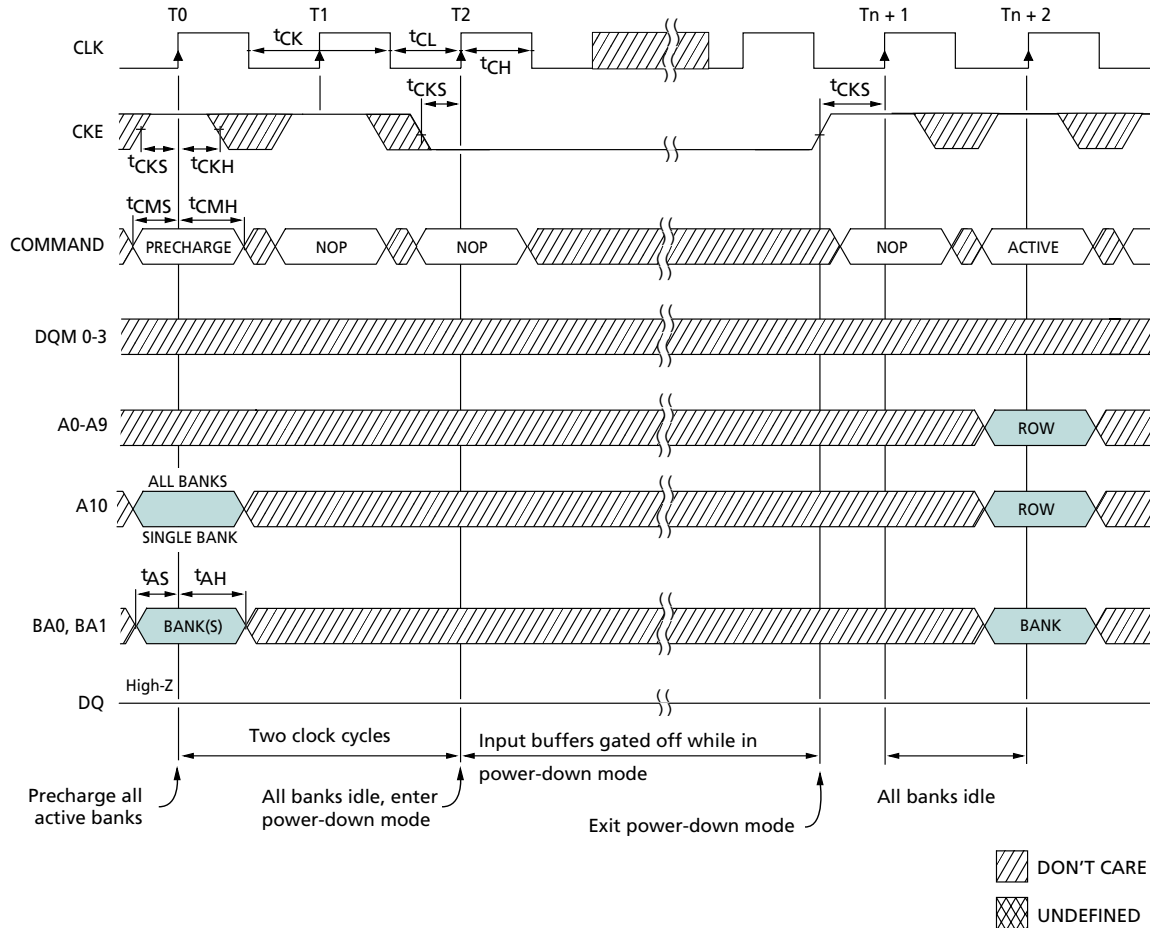 T0 T1 T2 Tn + 1 Tn + 2
CLK
tCK tCL
tCH
tCKS tCKS
CKE
tCKS tCKH
tCMS tCMH
COMMAND PRECHARGE NOP NOP NOP ACTIVE
DQM 0-3
A0-A9 ROW
ALL BANKS
A10 ROW
SINGLE BANK
tAS tAH
BA0, BA1 BANK(S) BANK
High-Z
DQ
Two clock cycles
Input buffers gated off while in
power-down mode
Precharge all
active banks
All banks idle, enter
power-down mode
Exit power-down mode
All banks idle
DON'T CARE
UNDEFINED